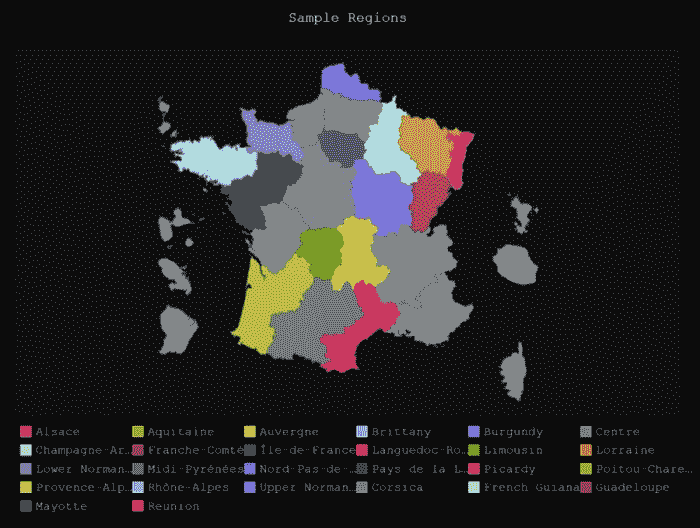 Sample Regions
Alsace Aquitaine Auvergne Brittany Burgundy Centre
Champagne-Ar… Franche-Comté Île-de-France Languedoc-Ro… Limousin Lorraine
Lower Norman… Midi-Pyrénées Nord-Pas-de-… Pays de la L… Picardy Poitou-Chare…
Provence-Alp… Rhône-Alpes Upper Norman… Corsica French Guiana Guadeloupe
Mayotte Reunion